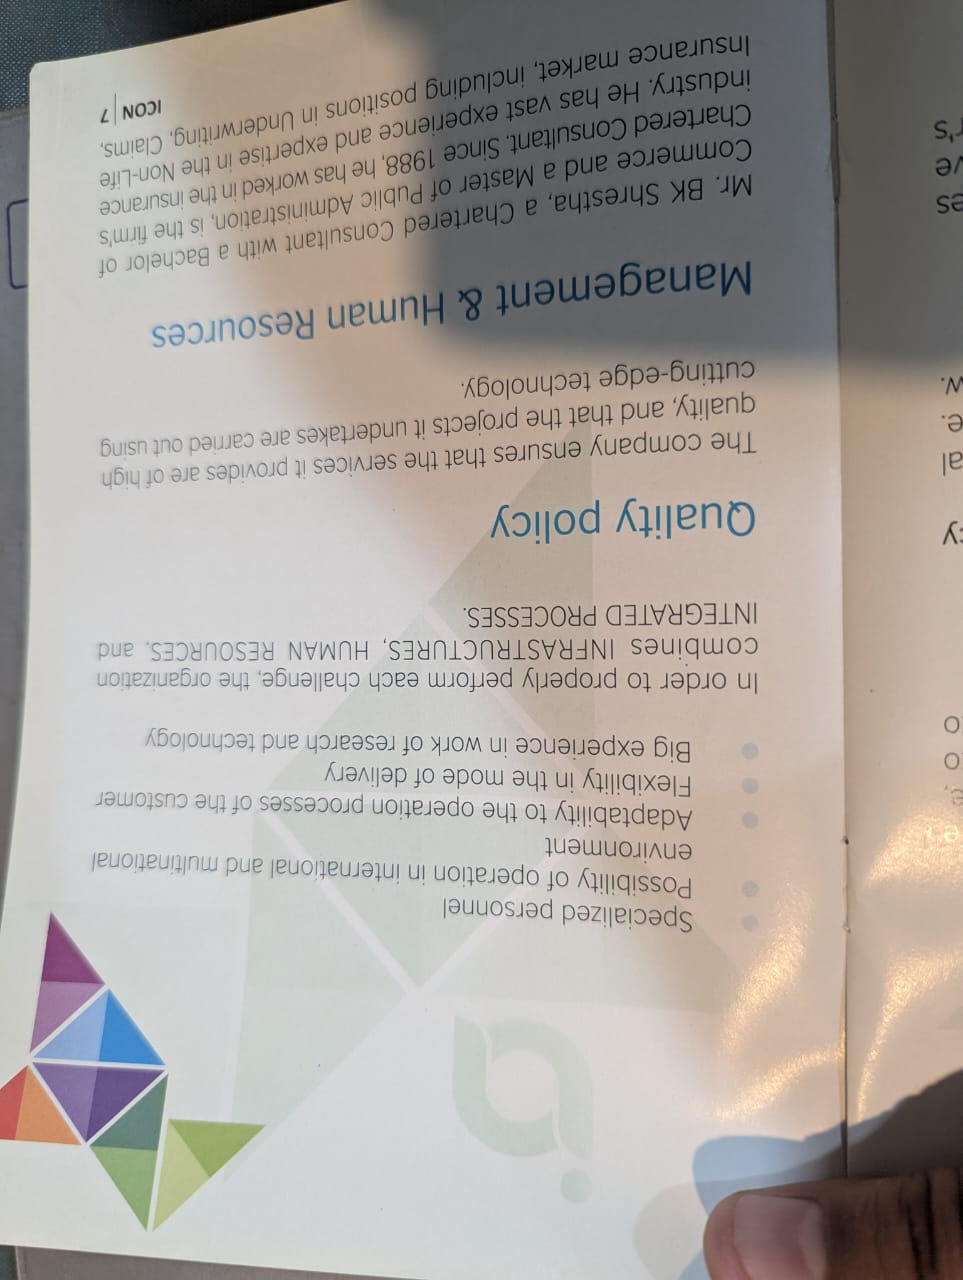 ia
Specialized personnel
Possibility of operation in international and multinational
environment
Adaptability to the operation processes of the customer
Flexibility in the mode of delivery
Big experience in work of research and technology
In order to properly perform each challenge, the organization
combines INFRASTRUCTURES, HUMAN RESOURCES, and
INTEGRATED PROCESSES.
Quality policy
The company ensures that the services it provides are of high
quality, and that the projects it undertakes are carried out using
cutting-edge technology.
Management & Human Resources
Mr. BK Shrestha, a Chartered Consultant with a Bachelor of
Commerce and a Master of Public Administration, is the firm's
Chartered Consultant. Since 1988, he has worked in the insurance
industry. He has vast experience and expertise in the Non-Life
Insurance market, including positions in Underwriting, Claims,
ICON | 7